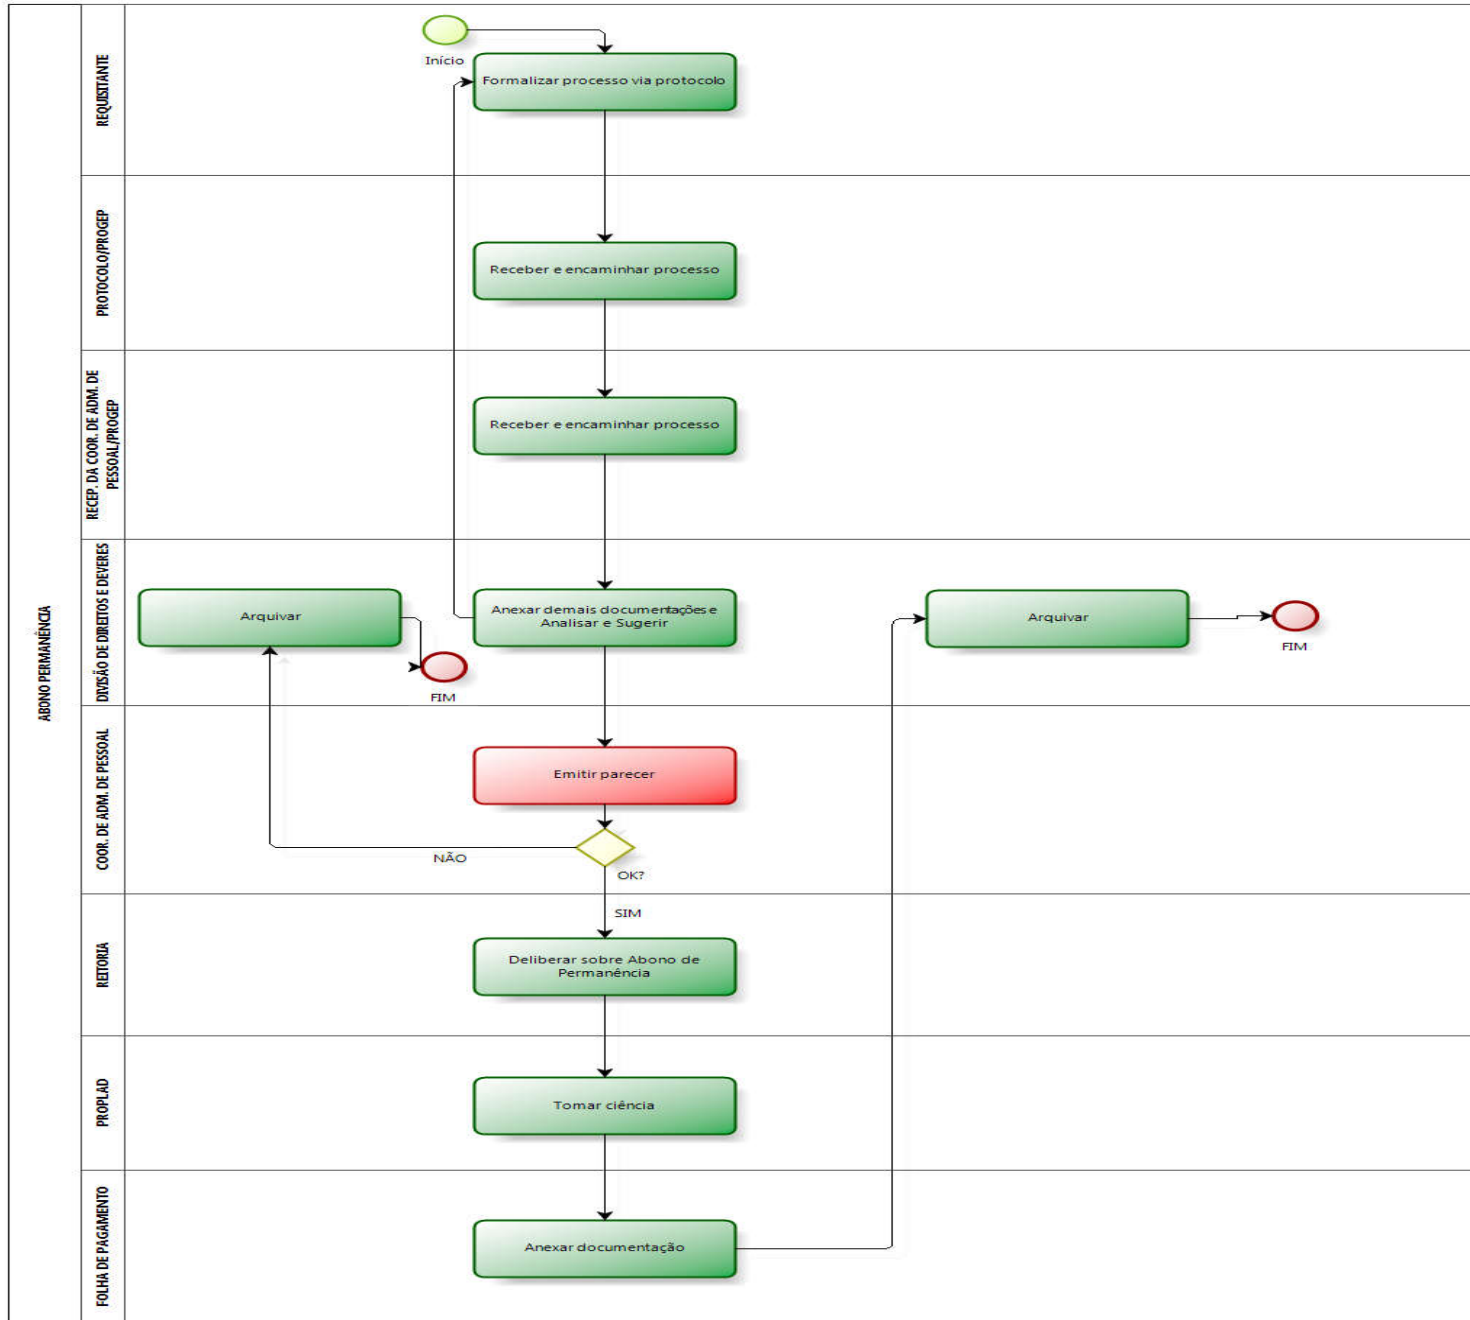 ABONO PERMANÊNCIA
REQUISITANTE
Início
Formalizar processo via protocolo
PROTOCOLO/PROGEP
Receber e encaminhar processo
RECEP. DA COOR. DE ADM. DE
PESSOAL/PROGEP
Receber e encaminhar processo
DIVISÃO DE DIREITOS E DEVERES
Arquivar
FIM
Anexar demais documentações e
Analisar e Sugerir
Arquivar
FIM
COOR. DE ADM. DE PESSOAL
Emitir parecer
NÃO
OK?
SIM
REITORIA
Deliberar sobre Abono de
Permanência
PROPLAD
Tomar ciência
FOLHA DE PAGAMENTO
Anexar documentação